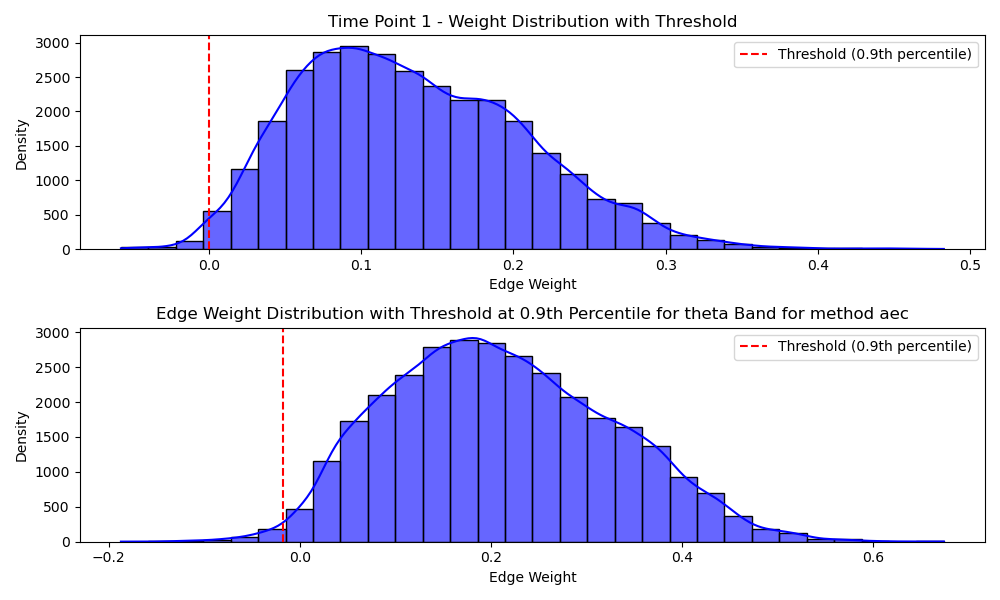 Time Point 1 - Weight Distribution with Threshold
3000
2500
2000
1500
1000
500
0
Density
Threshold (0.9th percentile)
0.0 0.1 0.2 0.3 0.4 0.5
Edge Weight
Edge Weight Distribution with Threshold at 0.9th Percentile for theta Band for method aec
3000
2500
2000
1500
1000
500
0
Density
Threshold (0.9th percentile)
−0.2 0.0 0.2 0.4 0.6
Edge Weight